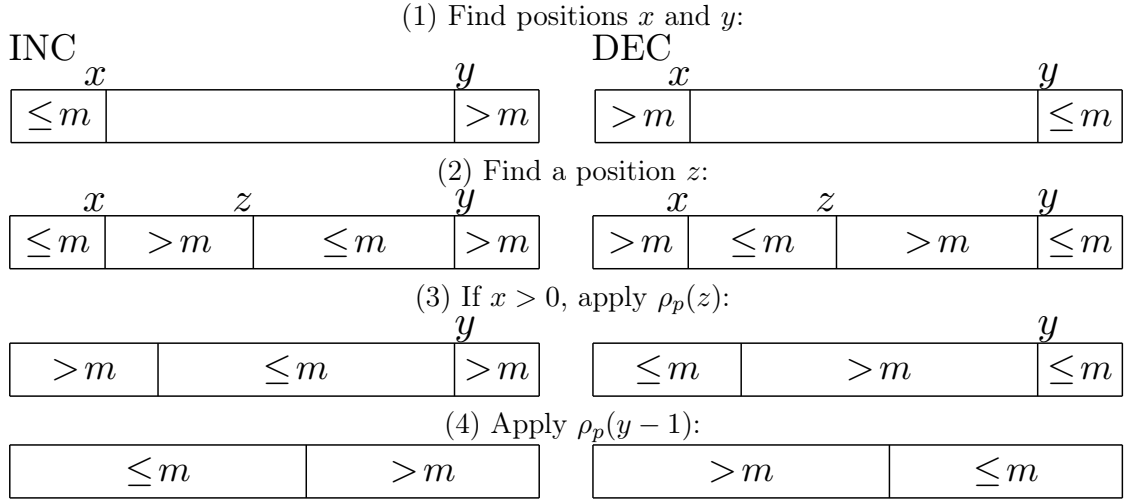 (1) Find positions x and y:
INC DEC
x y x y
≤ m > m > m ≤ m
(2) Find a position z:
x z y x z y
≤ m > m ≤ m > m > m ≤ m > m ≤ m
(3) If x > 0, apply ρₚ(z):
y y
> m ≤ m > m ≤ m > m ≤ m
(4) Apply ρₚ(y − 1):
≤ m > m > m ≤ m